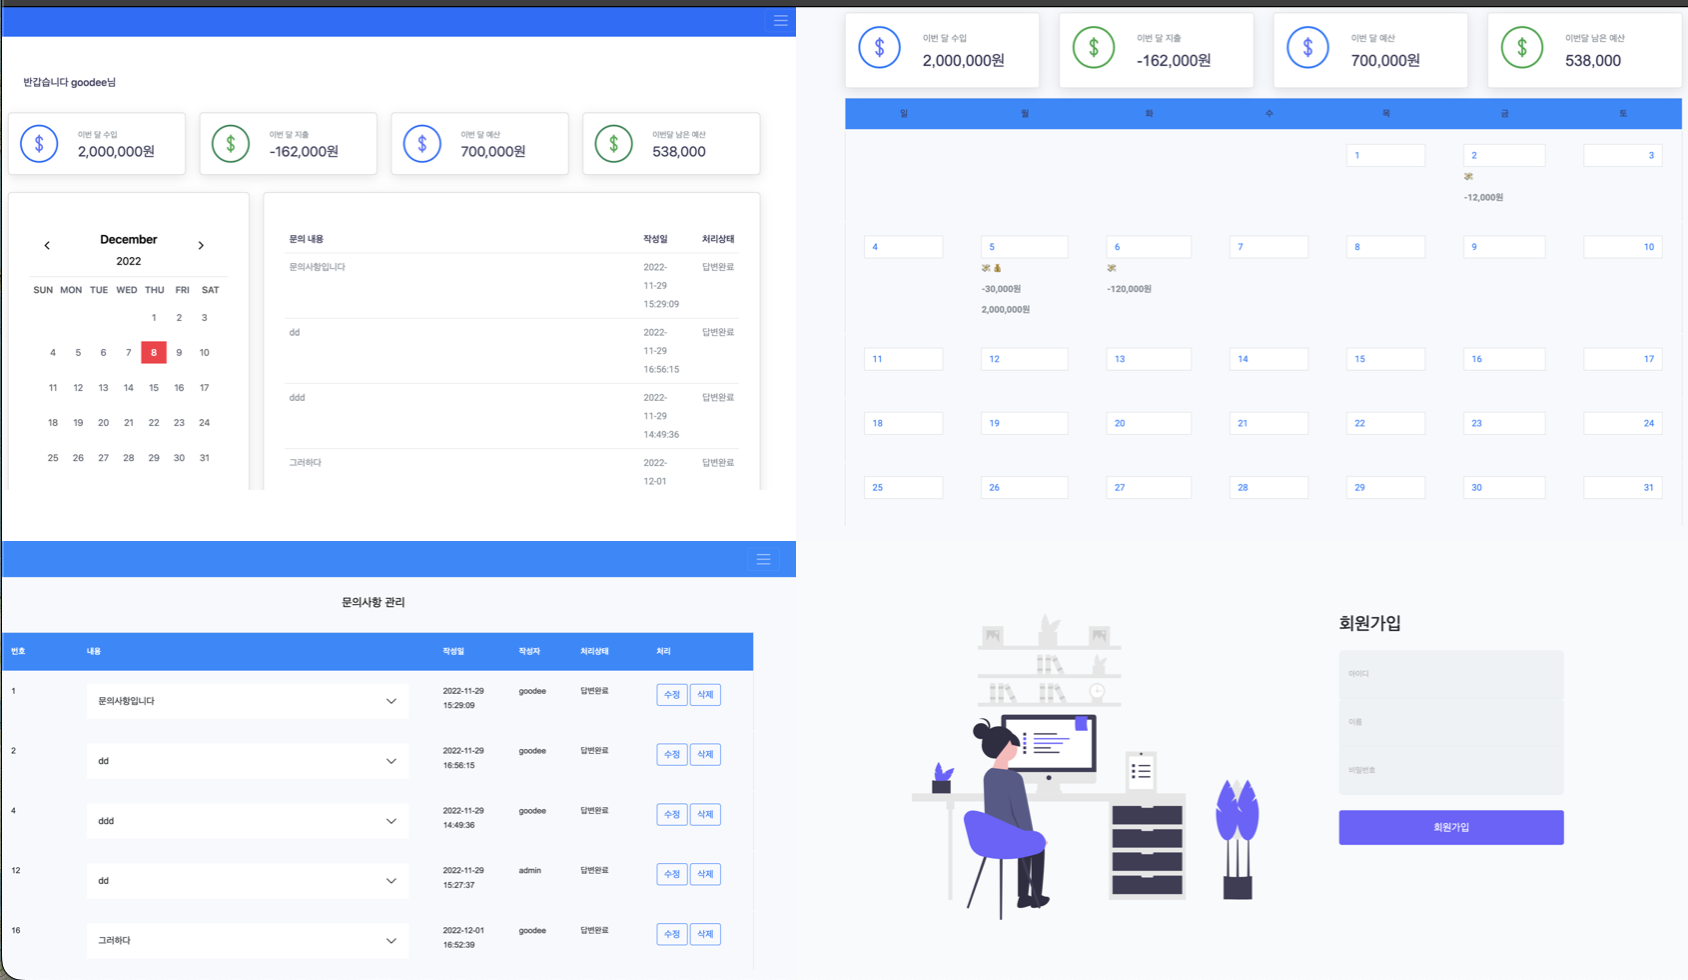 반갑습니다 goodee님
이번 달 수입
2,000,000원
이번 달 지출
-162,000원
이번 달 예산
700,000원
이번달 남은 예산
538,000
December
2022
SUN MON TUE WED THU FRI SAT
1 2 3
4 5 6 7 8 9 10
11 12 13 14 15 16 17
18 19 20 21 22 23 24
25 26 27 28 29 30 31
문의 내용 작성일 처리상태
문의사항입니다 2022- 답변완료
11-29
15:29:09
dd 2022- 답변완료
11-29
16:56:15
ddd 2022- 답변완료
11-29
14:49:36
그러하다 2022- 답변완료
12-01
이번 달 수입
2,000,000원
이번 달 지출
-162,000원
이번 달 예산
700,000원
이번달 남은 예산
538,000
일 월 화 수 목 금 토
1 2 3
-12,000원
4 5 6 7 8 9 10
-30,000원 -120,000원
2,000,000원
11 12 13 14 15 16 17
18 19 20 21 22 23 24
25 26 27 28 29 30 31
문의사항 관리
번호 내용 작성일 작성자 처리상태 처리
1 문의사항입니다 2022-11-29 goodee 답변완료 수정 삭제
15:29:09
2 dd 2022-11-29 goodee 답변완료 수정 삭제
16:56:15
4 ddd 2022-11-29 goodee 답변완료 수정 삭제
14:49:36
12 dd 2022-11-29 admin 답변완료 수정 삭제
15:27:37
16 그러하다 2022-12-01 goodee 답변완료 수정 삭제
16:52:39
회원가입
아이디
이름
비밀번호
회원가입